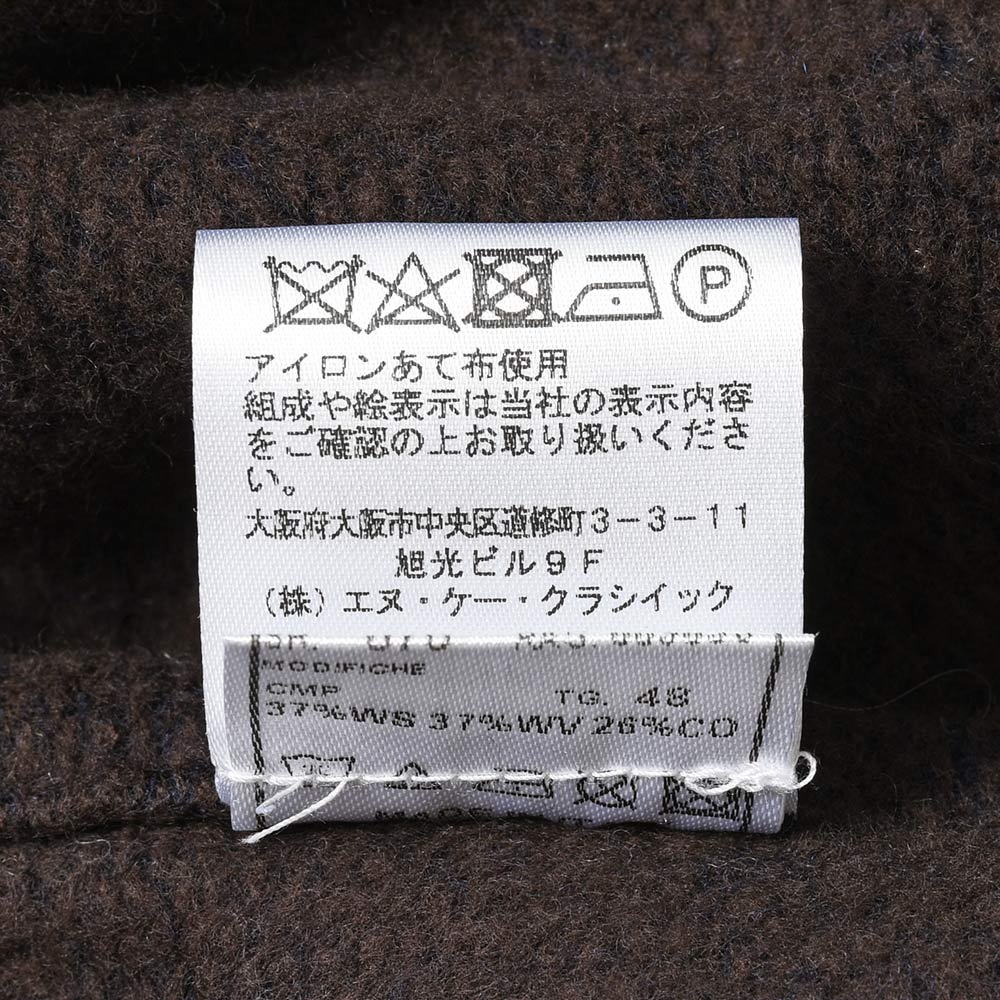 P
アイロンあて布使用
組成や絵表示は当社の表示内容
をご確認の上お取り扱いくださ
い。
大阪府大阪市中央区道修町3-3-11
旭光ビル9F
（株）エヌ・ケー・クラシイック
MODIFICHE
CMP TG. 48
37%WS 37%WV 26%CO